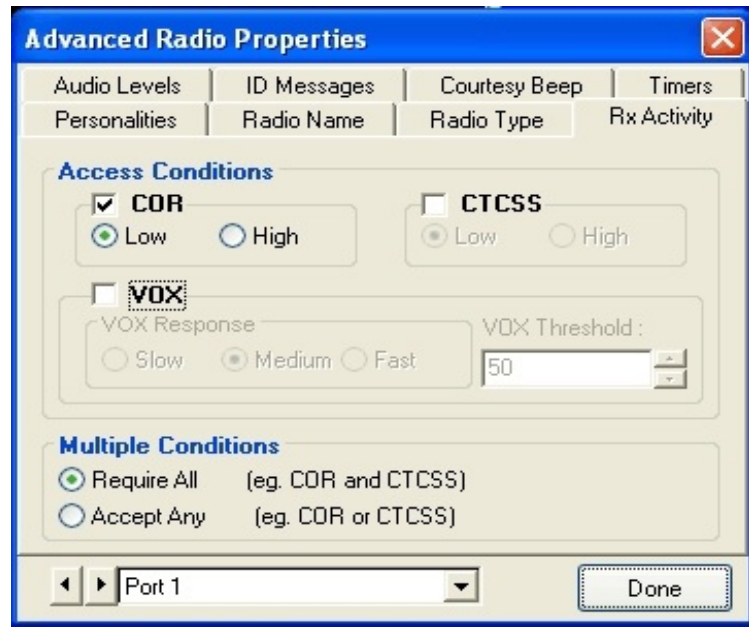 Advanced Radio Properties
Audio Levels ID Messages Courtesy Beep Timers
Personalities Radio Name Radio Type Rx Activity
Access Conditions
COR CTCSS
Low High Low High
VOX
VOX Response VOX Threshold :
Slow Medium Fast 50
Multiple Conditions
Require All (eg. COR and CTCSS)
Accept Any (eg. COR or CTCSS)
Port 1 Done